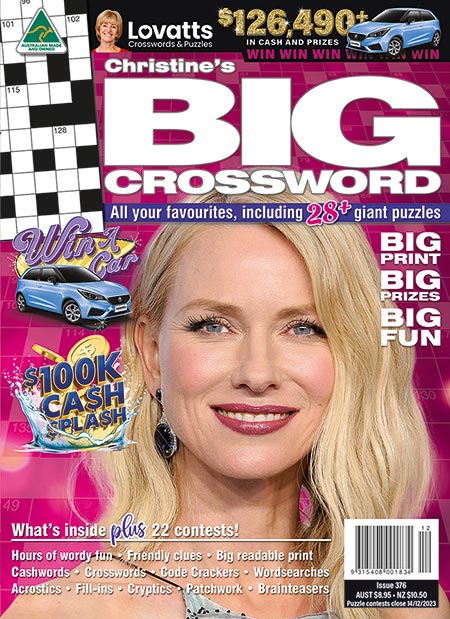 96
101
102
115
128
AUSTRALIAN MADE
AND OWNED
Lovatts
Crosswords & Puzzles
$126,490+
IN CASH AND PRIZES
WIN WIN WIN WIN WIN WIN WIN
Christine's
BIG
CROSSWORD
All your favourites, including 28+ giant puzzles
Win A
Car
BIG
PRINT
BIG
PRIZES
BIG
FUN
$100K
CASH
SPLASH
What's inside plus 22 contests!
Hours of wordy fun • Friendly clues • Big readable print
Cashwords • Crosswords • Code Crackers • Wordsearches
Acrostics • Fill-ins • Cryptics • Patchwork • Brainteasers
12
9 315408 001834
Issue 376
AUST $8.95 • NZ $10.50
Puzzle contests close 14/12/2023